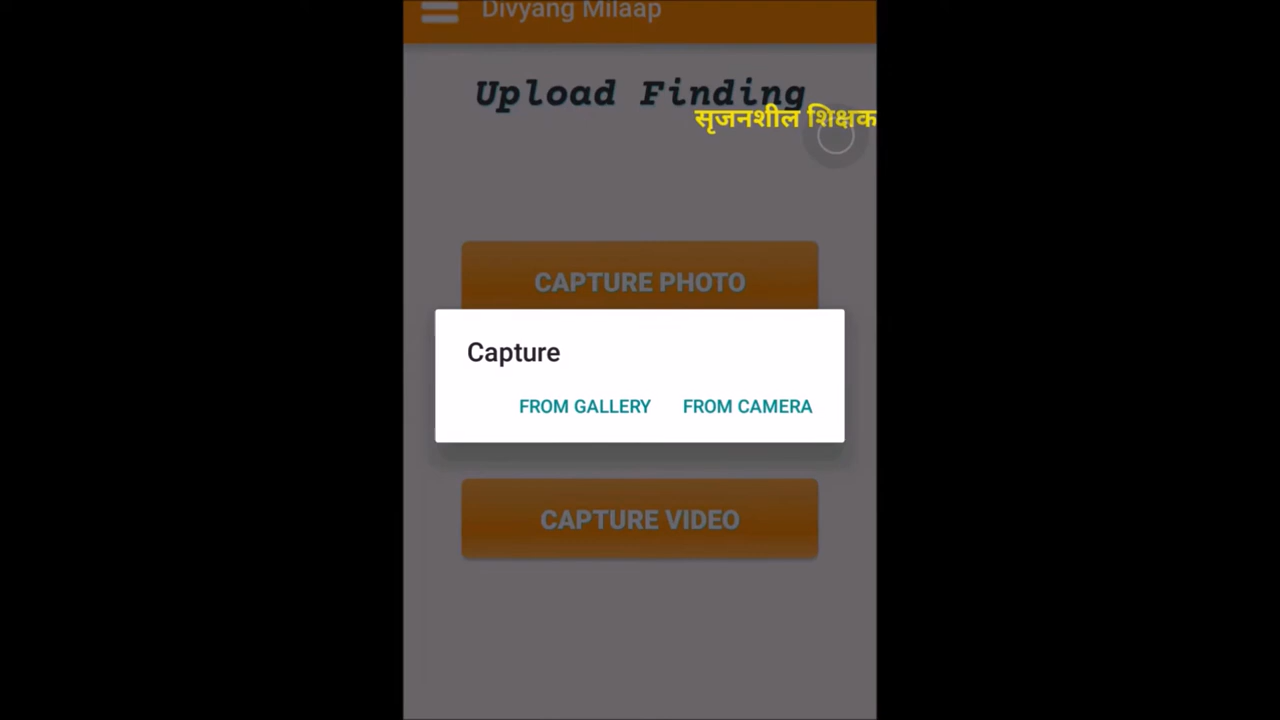 Divyang Milaap
Upload Finding
सृजनशील शिक्षक
CAPTURE PHOTO
Capture
FROM GALLERY FROM CAMERA
CAPTURE VIDEO